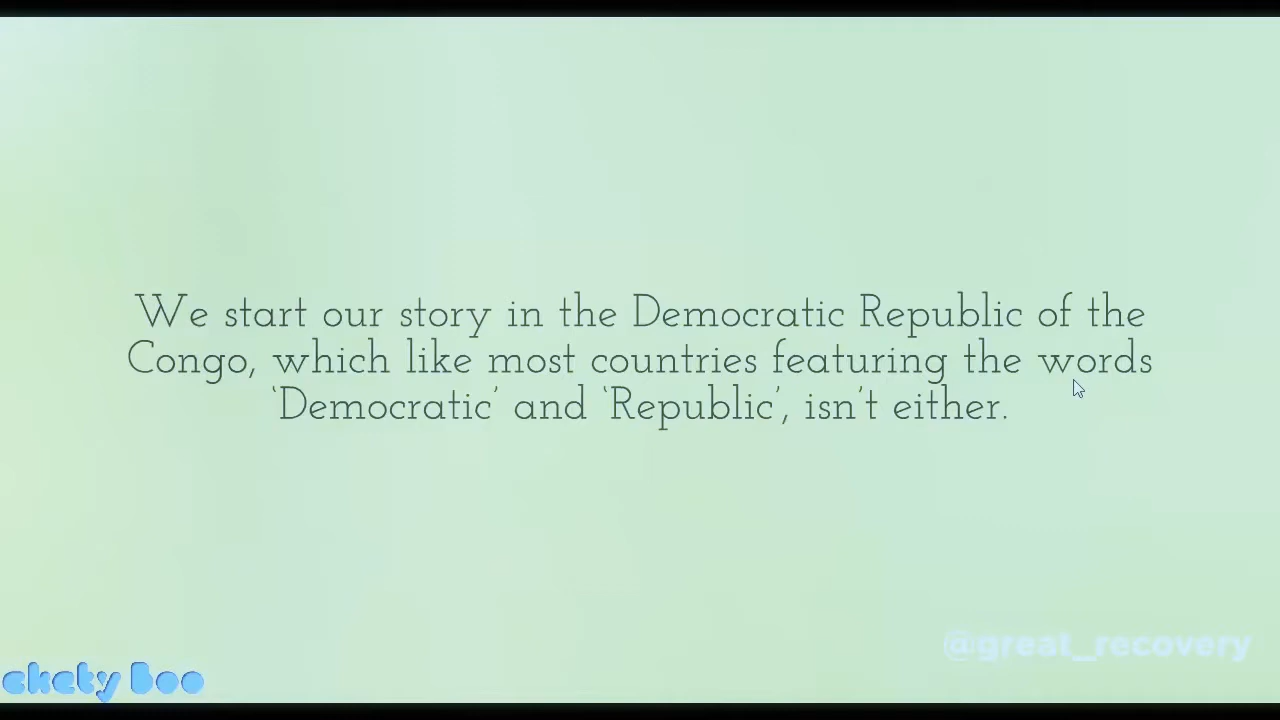 We start our story in the Democratic Republic of the
Congo, which like most countries featuring the words
‘Democratic’ and ‘Republic’, isn’t either.
@great_recovery
ckety Boo